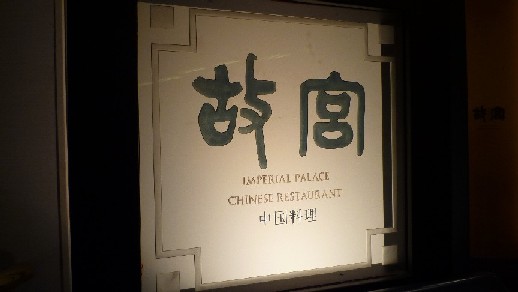 故宮
IMPERIAL PALACE
CHINESE RESTAURANT
中国料理